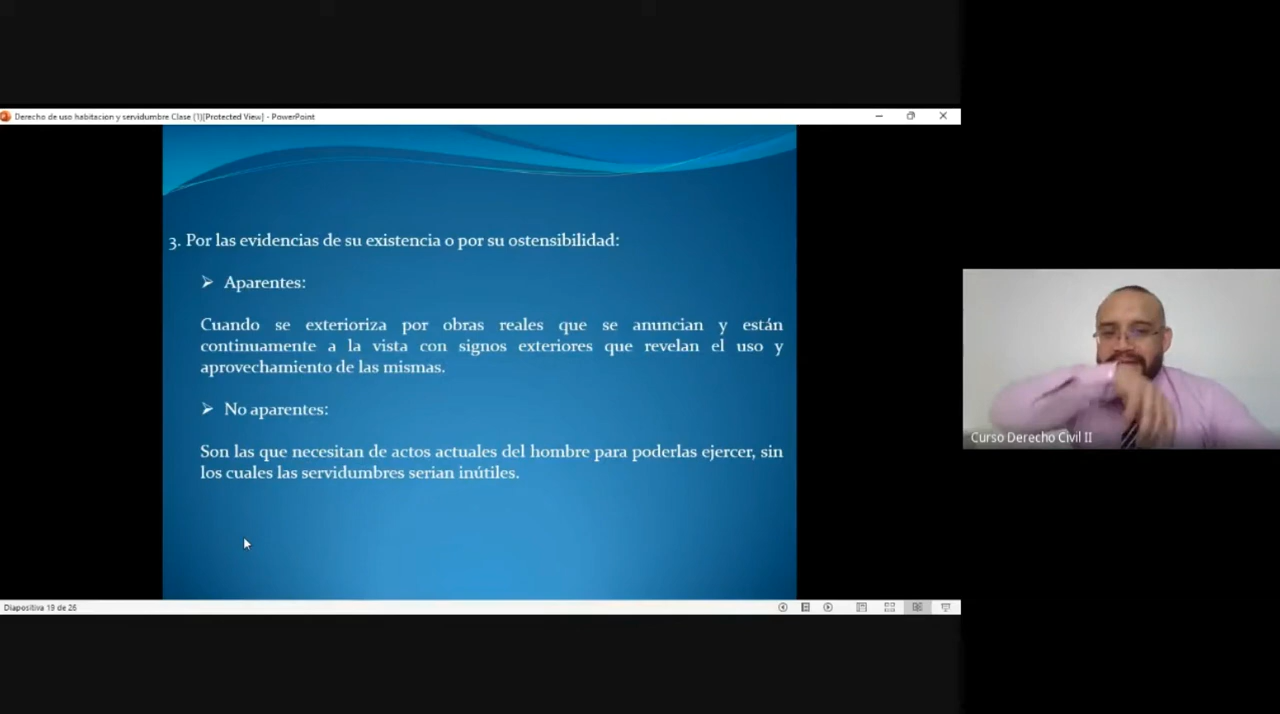 Derecho de uso habitacion y servidumbre Clase (1)[Protected View] - PowerPoint
3. Por las evidencias de su existencia o por su ostensibilidad:
➢ Aparentes:
Cuando se exterioriza por obras reales que se anuncian y están
continuamente a la vista con signos exteriores que revelan el uso y
aprovechamiento de las mismas.
➢ No aparentes:
Son las que necesitan de actos actuales del hombre para poderlas ejercer, sin
los cuales las servidumbres serian inútiles.
Curso Derecho Civil II
Diapositiva 19 de 26